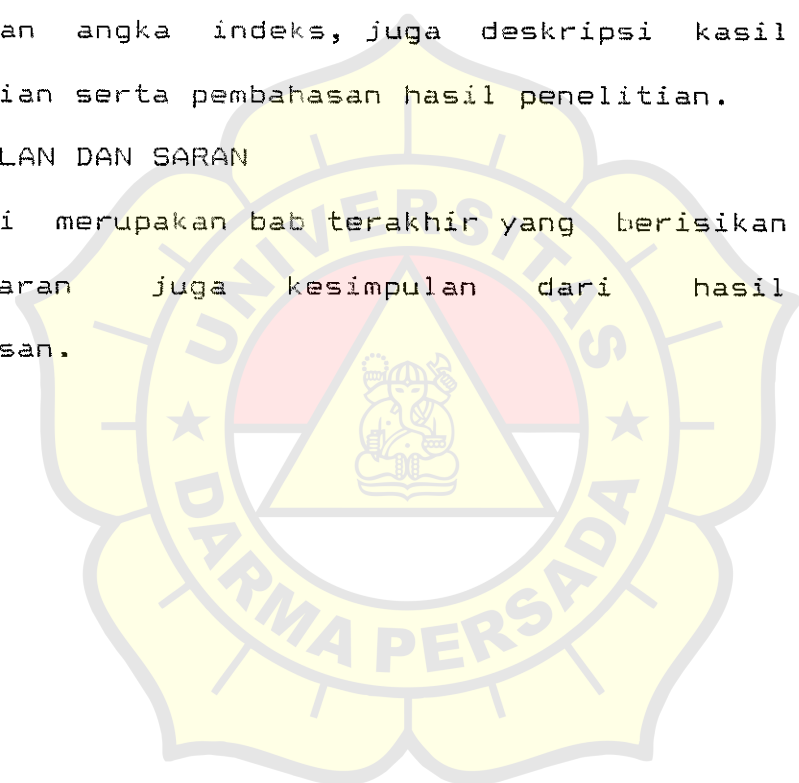 an angka indeks, juga deskripsi kasil
ian serta pembahasan hasil penelitian.
LAN DAN SARAN
i merupakan bab terakhir yang berisikan
aran juga kesimpulan dari hasil
san.
UNIVERSITAS
DARMA PERSADA